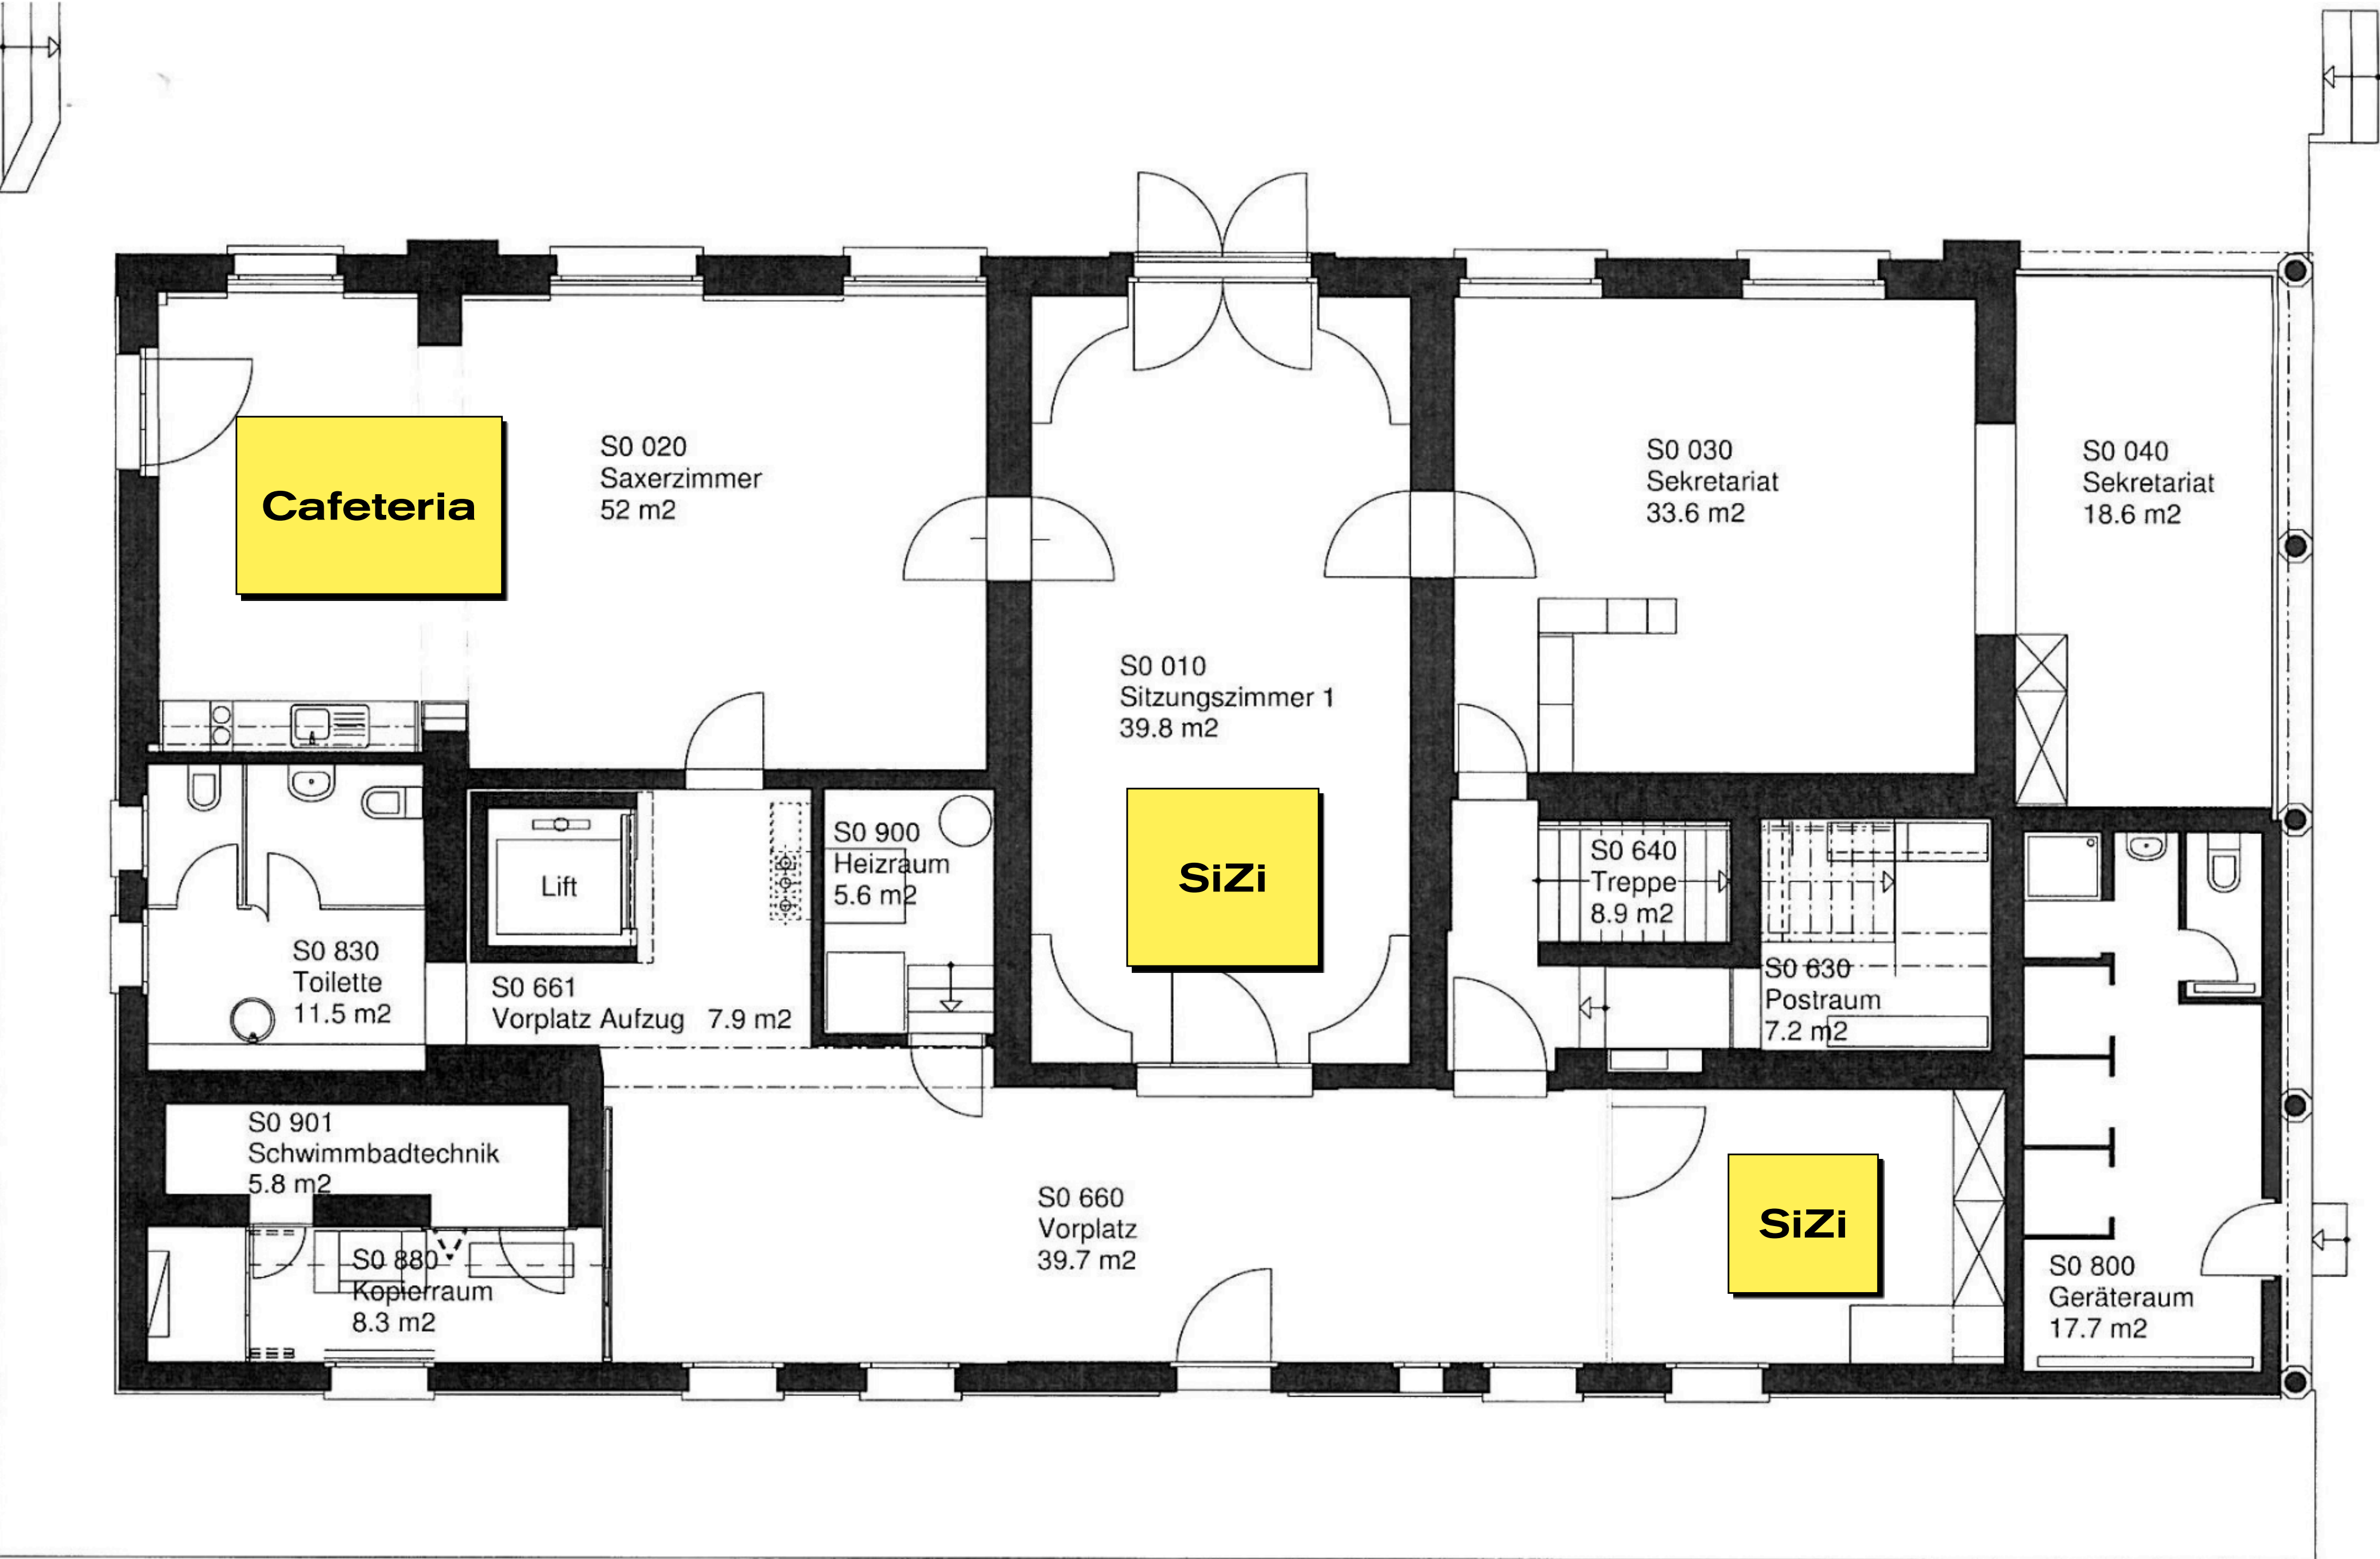 S0 020
Saxerzimmer
52 m2
Cafeteria
S0 010
Sitzungszimmer 1
39.8 m2
SiZi
S0 030
Sekretariat
33.6 m2
S0 040
Sekretariat
18.6 m2
S0 830
Toilette
11.5 m2
Lift
S0 661
Vorplatz Aufzug 7.9 m2
S0 900
Heizraum
5.6 m2
S0 640
Treppe
8.9 m2
S0 630
Postraum
7.2 m2
S0 901
Schwimmbadtechnik
5.8 m2
S0 880
Kopierraum
8.3 m2
S0 660
Vorplatz
39.7 m2
SiZi
S0 800
Geräteraum
17.7 m2